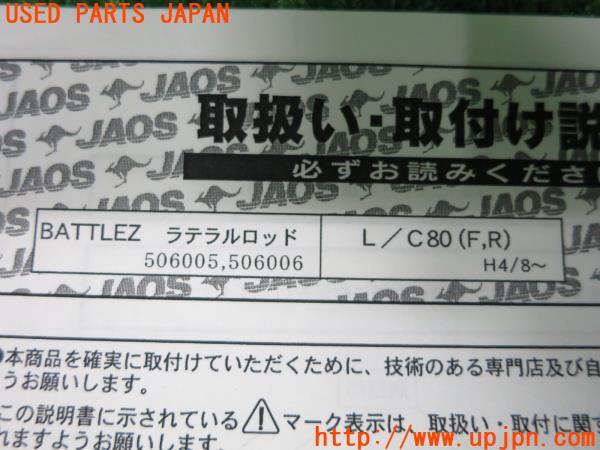 USED PARTS JAPAN
JAOS JAOS JAOS
取扱い・取付け説
必ずお読みくださ
BATTLEZ ラテラルロッド
506005,506006
L／C80(F,R)
H4/8～
●本商品を確実に取付けていただくために、技術のある専門店及び自
うお願いします。
この説明書に示されている⚠マーク表示は、取扱い・取付に関す
れますようお願いします。
http://www.upjpn.com/